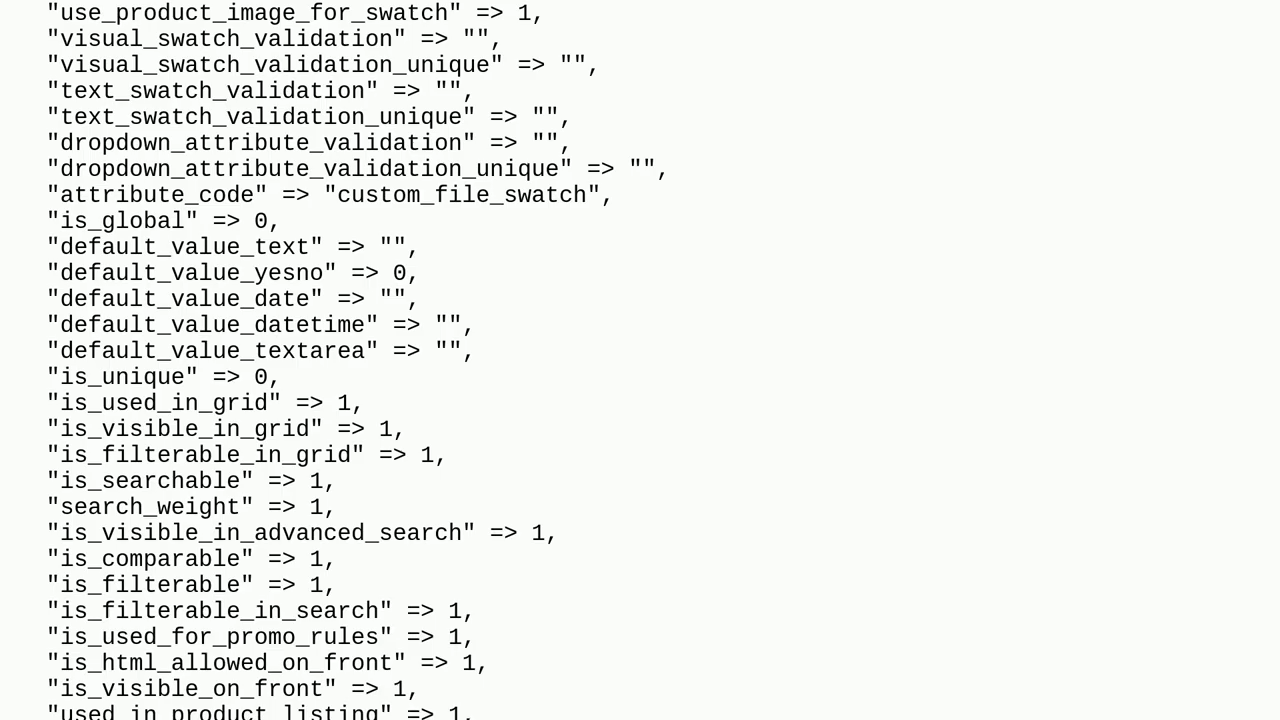 "use_product_image_for_swatch" => 1,
"visual_swatch_validation" => "",
"visual_swatch_validation_unique" => "",
"text_swatch_validation" => "",
"text_swatch_validation_unique" => "",
"dropdown_attribute_validation" => "",
"dropdown_attribute_validation_unique" => "",
"attribute_code" => "custom_file_swatch",
"is_global" => 0,
"default_value_text" => "",
"default_value_yesno" => 0,
"default_value_date" => "",
"default_value_datetime" => "",
"default_value_textarea" => "",
"is_unique" => 0,
"is_used_in_grid" => 1,
"is_visible_in_grid" => 1,
"is_filterable_in_grid" => 1,
"is_searchable" => 1,
"search_weight" => 1,
"is_visible_in_advanced_search" => 1,
"is_comparable" => 1,
"is_filterable" => 1,
"is_filterable_in_search" => 1,
"is_used_for_promo_rules" => 1,
"is_html_allowed_on_front" => 1,
"is_visible_on_front" => 1,
"used_in_product_listing" => 1,